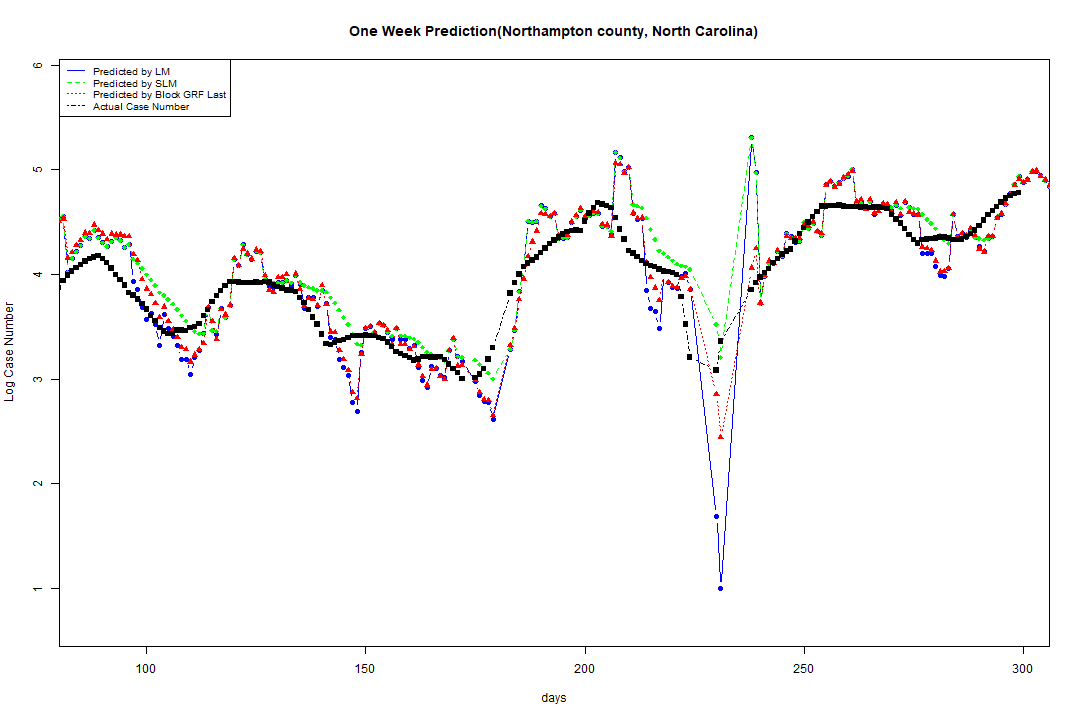 One Week Prediction(Northampton county, North Carolina)
Predicted by LM
Predicted by SLM
Predicted by Block GRF Last
Actual Case Number
Log Case Number
6
5
4
3
2
1
100 150 200 250 300
days